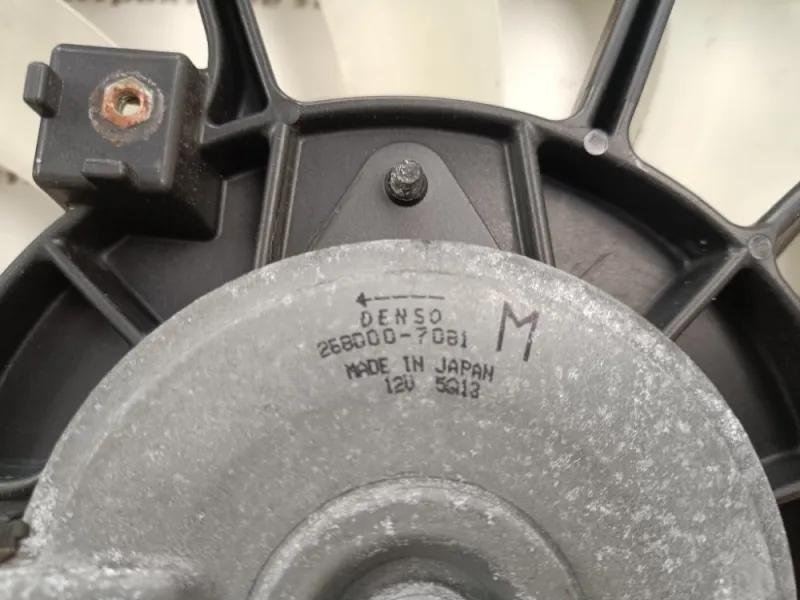 DENSO
268000-7081
M
MADE IN JAPAN
12V 5Q13